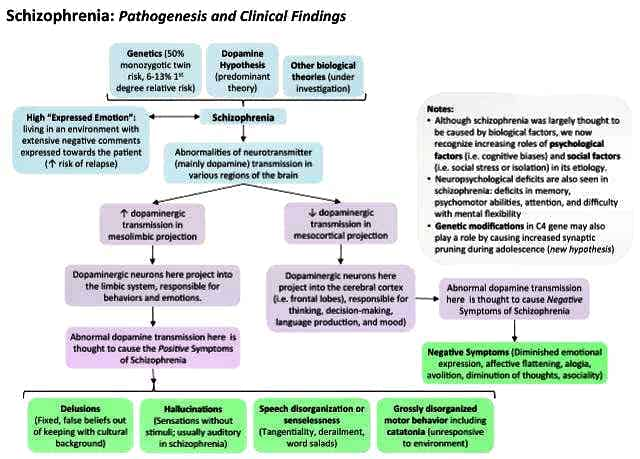 Schizophrenia: Pathogenesis and Clinical Findings
Genetics (50%
monozygotic twin
risk, 6-13% 1st
degree relative risk)
Dopamine
Hypothesis
(predominant
theory)
Other biological
theories (under
investigation)
High "Expressed Emotion":
living in an environment with
extensive negative comments
expressed towards the patient
(↑ risk of relapse)
Schizophrenia
Abnormalities of neurotransmitter
(mainly dopamine) transmission in
various regions of the brain
Notes:
• Although schizophrenia was largely thought to
be caused by biological factors, we now
recognize increasing roles of psychological
factors (i.e. cognitive biases) and social factors
(i.e. social stress or isolation) in its etiology.
• Neuropsychological deficits are also seen in
schizophrenia: deficits in memory,
psychomotor abilities, attention, and difficulty
with mental flexibility
• Genetic modifications in C4 gene may also
play a role by causing increased synaptic
pruning during adolescence (new hypothesis)
↑ dopaminergic
transmission in
mesolimbic projection
↓ dopaminergic
transmission in
mesocortical projection
Dopaminergic neurons here project into
the limbic system, responsible for
behaviors and emotions.
Dopaminergic neurons here
project into the cerebral cortex
(i.e. frontal lobes), responsible for
thinking, decision-making,
language production, and mood)
Abnormal dopamine transmission
here is thought to cause Negative
Symptoms of Schizophrenia
Abnormal dopamine transmission here is
thought to cause the Positive Symptoms
of Schizophrenia
Negative Symptoms (Diminished emotional
expression, affective flattening, alogia,
avolition, diminution of thoughts, asociality)
Delusions
(Fixed, false beliefs out
of keeping with cultural
background)
Hallucinations
(Sensations without
stimuli; usually auditory
in schizophrenia)
Speech disorganization or
senselessness
(Tangentiality, derailment,
word salads)
Grossly disorganized
motor behavior including
catatonia (unresponsive
to environment)